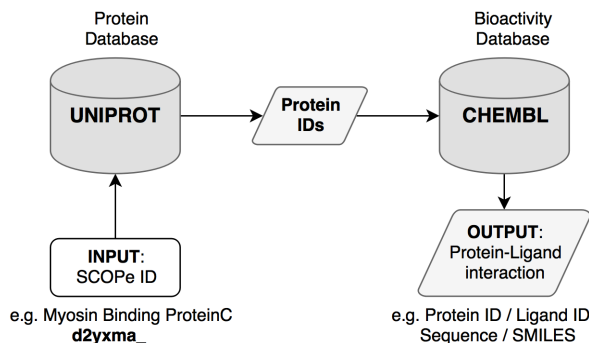 Protein
Database
Bioactivity
Database
UNIPROT
Protein
IDs
CHEMBL
INPUT:
SCOPe ID
OUTPUT:
Protein-Ligand
interaction
e.g. Myosin Binding ProteinC
d2yxma_
e.g. Protein ID / Ligand ID
Sequence / SMILES